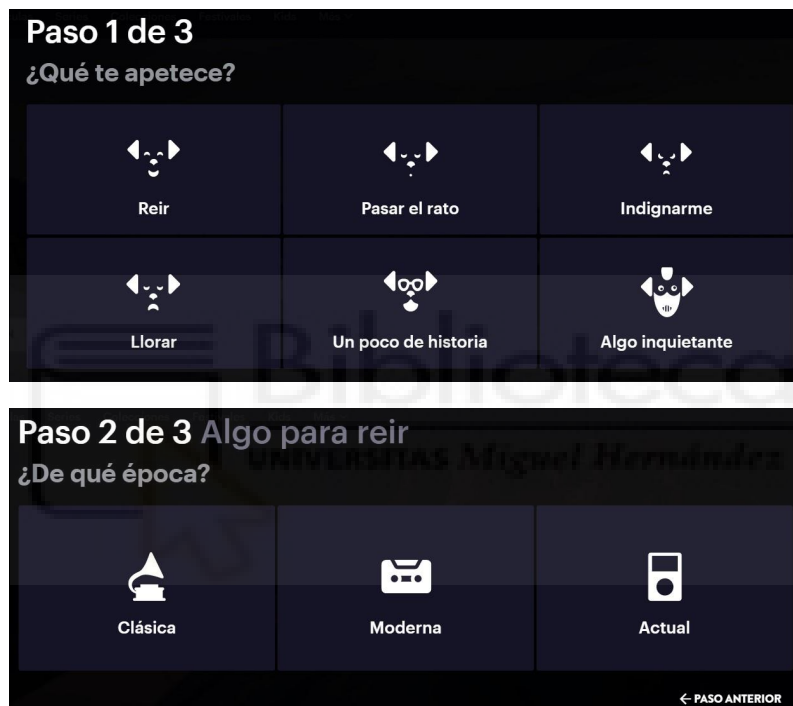 Paso 1 de 3
¿Qué te apetece?
Reir
Pasar el rato
Indignarme
Llorar
Un poco de historia
Algo inquietante
Biblioteca
Paso 2 de 3 Algo para reir
UNIVERSITAS Miguel Hernández
¿De qué época?
Clásica
Moderna
Actual
← PASO ANTERIOR